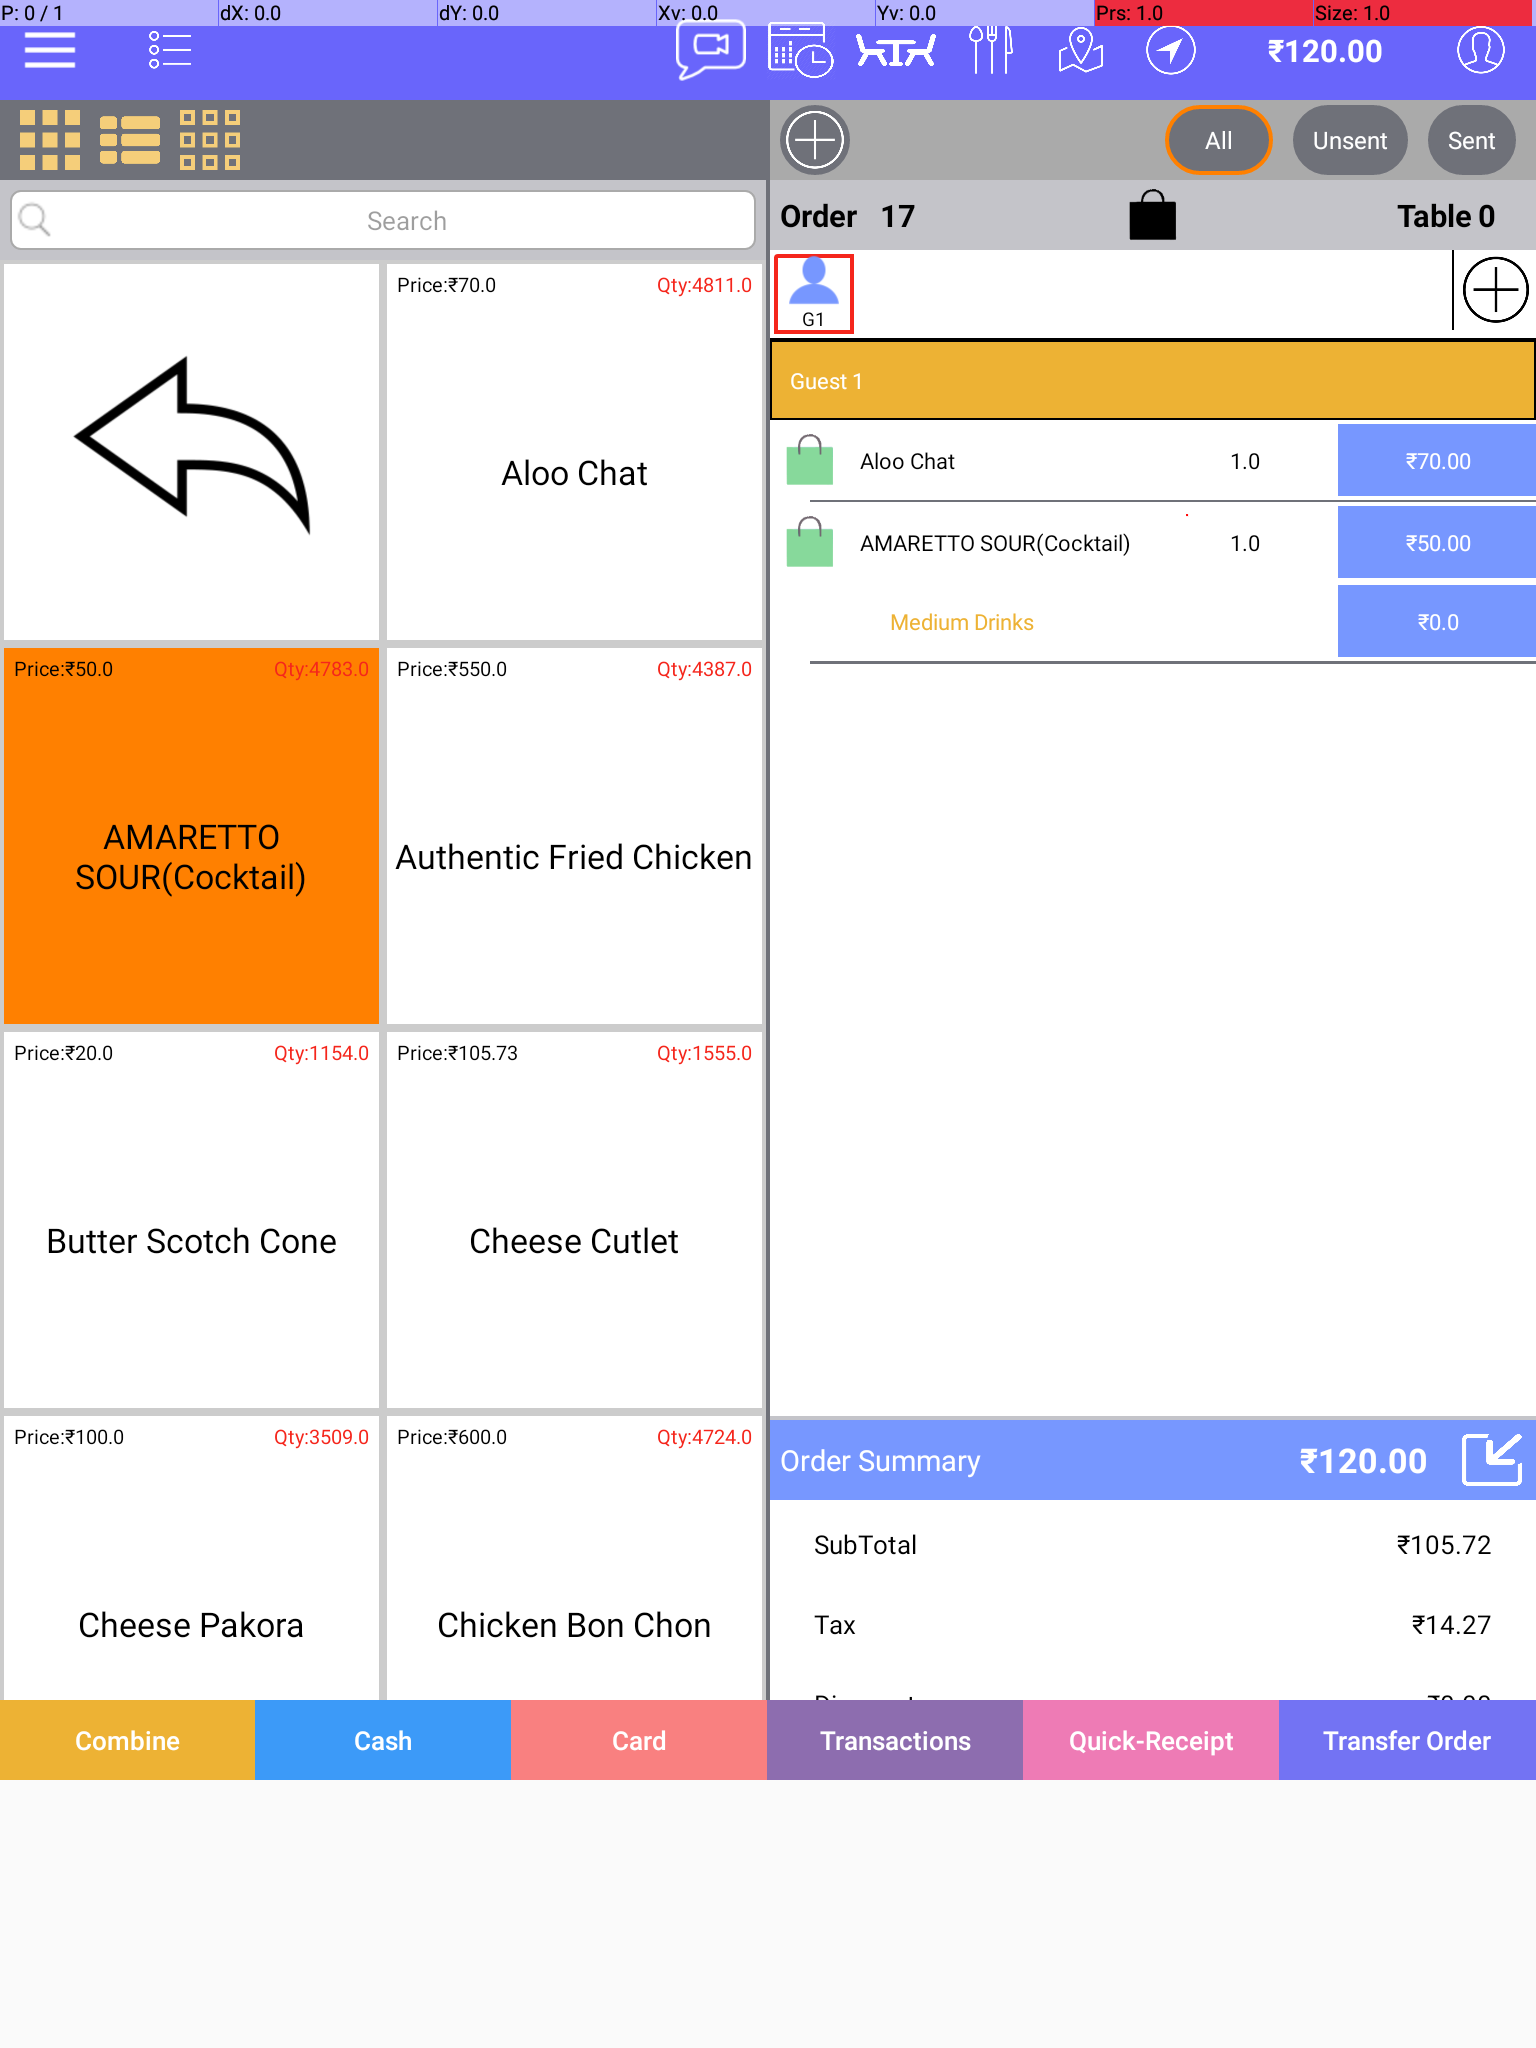 P: 0 / 1
dX: 0.0
dY: 0.0
Xv: 0.0
Yv: 0.0
Prs: 1.0
Size: 1.0
₹120.00
All
Unsent
Sent
Search
Order 17
Table 0
G1
Guest 1
Aloo Chat 1.0 ₹70.00
AMARETTO SOUR(Cocktail) 1.0 ₹50.00
Medium Drinks ₹0.0
Price:₹70.0 Qty:4811.0
Aloo Chat
Price:₹50.0 Qty:4783.0
AMARETTO
SOUR(Cocktail)
Price:₹550.0 Qty:4387.0
Authentic Fried Chicken
Price:₹20.0 Qty:1154.0
Butter Scotch Cone
Price:₹105.73 Qty:1555.0
Cheese Cutlet
Price:₹100.0 Qty:3509.0
Cheese Pakora
Price:₹600.0 Qty:4724.0
Chicken Bon Chon
Order Summary ₹120.00
SubTotal ₹105.72
Tax ₹14.27
Combine
Cash
Card
Transactions
Quick-Receipt
Transfer Order